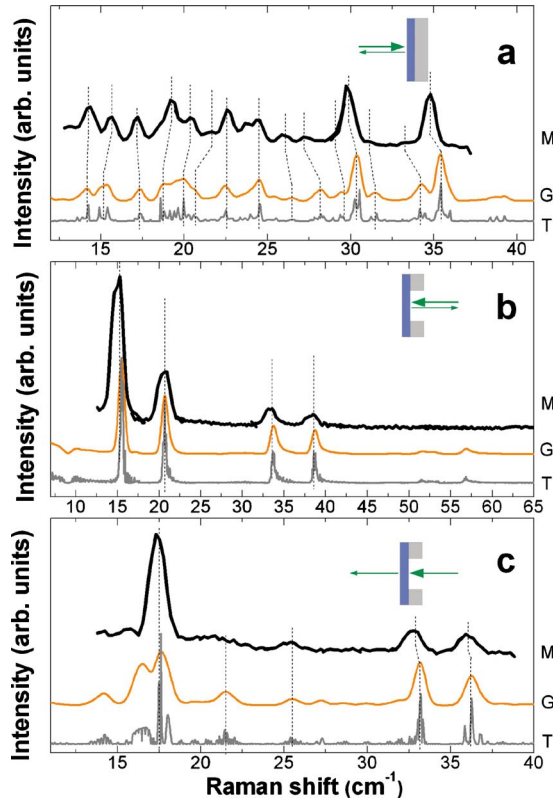 Intensity (arb. units)
a
M
G
T
15 20 25 30 35 40
Intensity (arb. units)
b
M
G
T
10 15 20 25 30 35 40 45 50 55 60 65
Intensity (arb. units)
c
M
G
T
15 20 25 30 35 40
Raman shift (cm⁻¹)